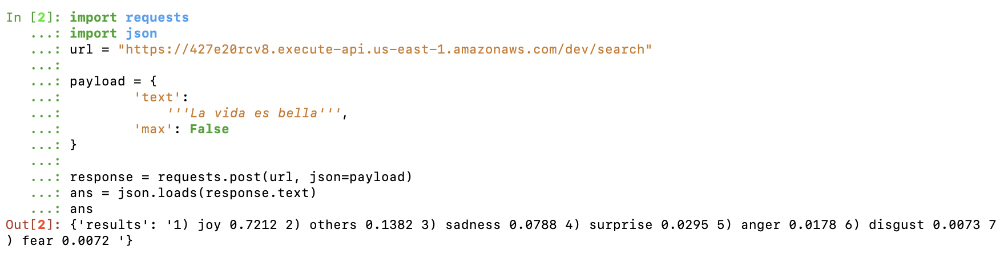 In [2]: import requests
   ...: import json
   ...: url = "https://427e20rcv8.execute-api.us-east-1.amazonaws.com/dev/search"
   ...:
   ...: payload = {
   ...:         'text':
   ...:             '''La vida es bella''',
   ...:         'max': False
   ...: }
   ...:
   ...: response = requests.post(url, json=payload)
   ...: ans = json.loads(response.text)
   ...: ans
Out[2]: {'results': '1) joy 0.7212 2) others 0.1382 3) sadness 0.0788 4) surprise 0.0295 5) anger 0.0178 6) disgust 0.0073 7
) fear 0.0072 '}